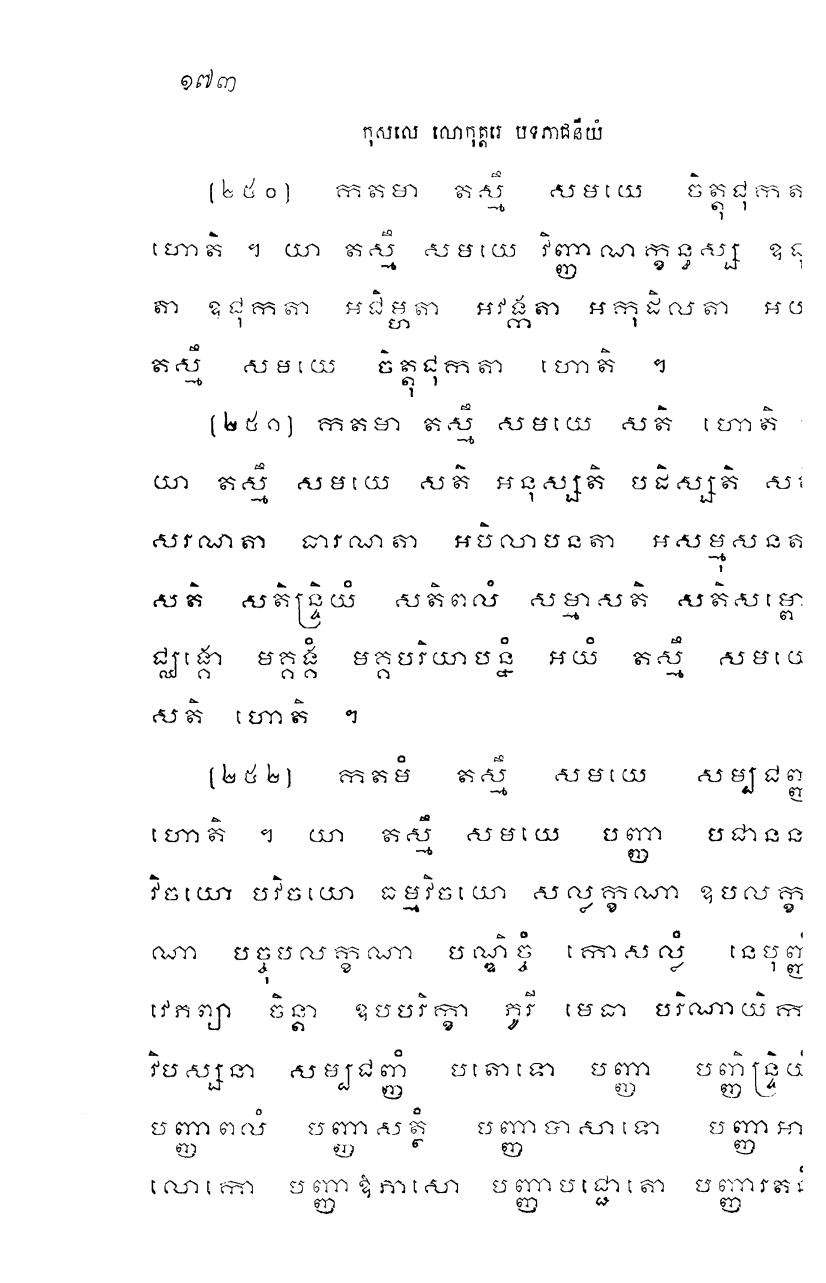 ១៧៣
កុសលេ លោកុត្តរេ បទភាជនីយំ
(២៥០) កតមា តស្មឹ សមយេ ចិត្តុជុកត
ហោតិ ។ យា តស្មឹ សមយេ វិញ្ញាណក្ខន្ធស្ស ឧជុ
តា ឧជុកតា អជិម្ហតា អវង្កតា អកុដិលតា អយ
តស្មឹ សមយេ ចិត្តុជុកតា ហោតិ ។
(២៥១) កតមា តស្មឹ សមយេ សតិ ហោតិ
យា តស្មឹ សមយេ សតិ អនុស្សតិ បដិស្សតិ សតិ
សរណតា ធារណតា អបិលាបនតា អសម្មុសនត
សតិ សតិន្ទ្រិយំ សតិពលំ សម្មាសតិ សតិសម្ពោ
ជ្ឈង្គោ មគ្គង្គំ មគ្គបរិយាបន្នំ អយំ តស្មឹ សមយេ
សតិ ហោតិ ។
(២៥២) កតមំ តស្មឹ សមយេ សម្បជញ្ញ
ហោតិ ។ យា តស្មឹ សមយេ បញ្ញា បជានន
វិចយោ បវិចយោ ធម្មវិចយោ សល្លក្ខណា ឧបលក្ខ
ណា បច្ចុបលក្ខណា បណ្ឌិច្ចំ កោសល្លំ នេបុញ្ញំ
វេភព្យា ចិន្តា ឧបបរិក្ខា ភូរី មេធា បរិណាយិក
វិបស្សនា សម្បជញ្ញំ បតោទោ បញ្ញា បញ្ញិន្ទ្រិយំ
បញ្ញាពលំ បញ្ញាសត្ថំ បញ្ញាបាសាទោ បញ្ញាអា
លោកោ បញ្ញាឱភាសោ បញ្ញាបជ្ជោតោ បញ្ញារតនំ